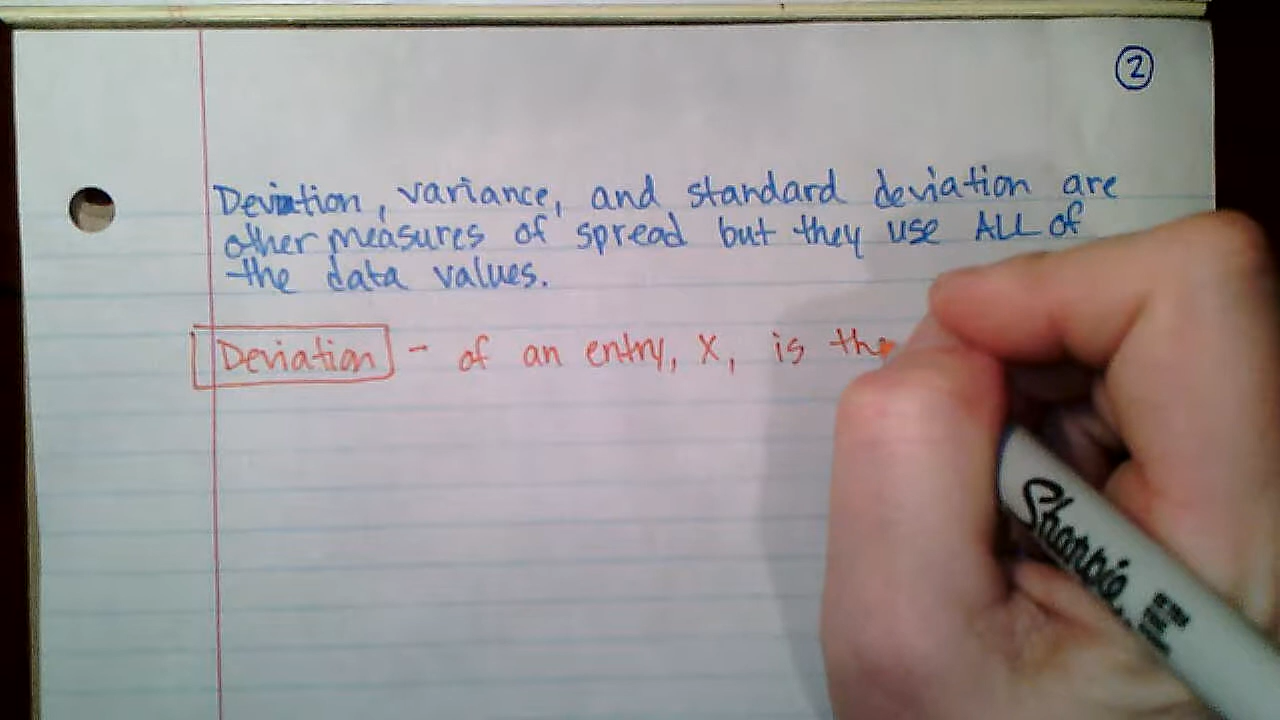 2
Deviation, variance, and standard deviation are
other measures of spread but they use ALL of
the data values.
Deviation - of an entry, X, is the
Sharpie